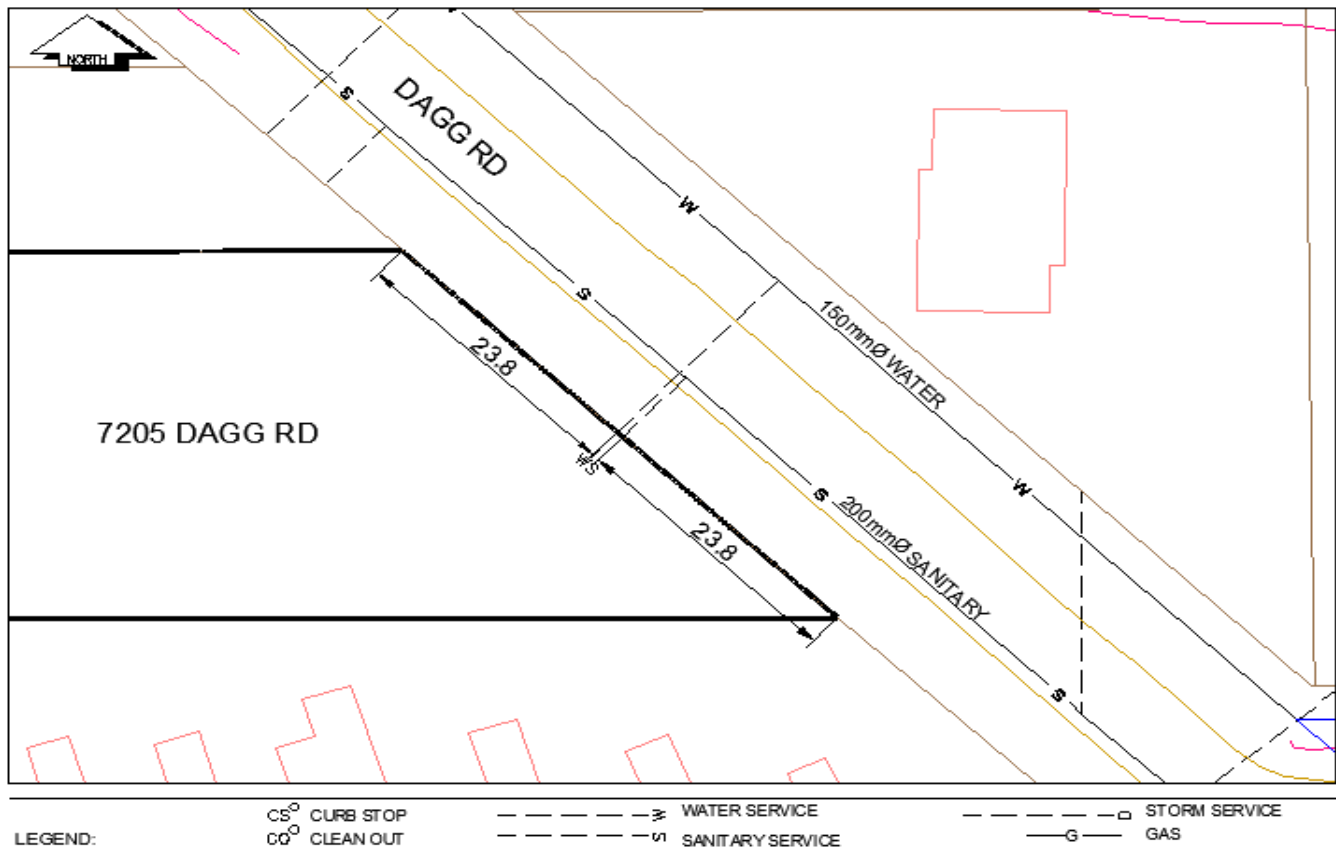 NORTH
S
DAGG RD
W
S
23.8
150mmØ WATER
7205 DAGG RD
WS
W
S
200mmØ SANITARY
23.8
S
CS° CURB STOP
W WATER SERVICE
D STORM SERVICE
LEGEND:
CO° CLEAN OUT
S SANITARY SERVICE
G GAS